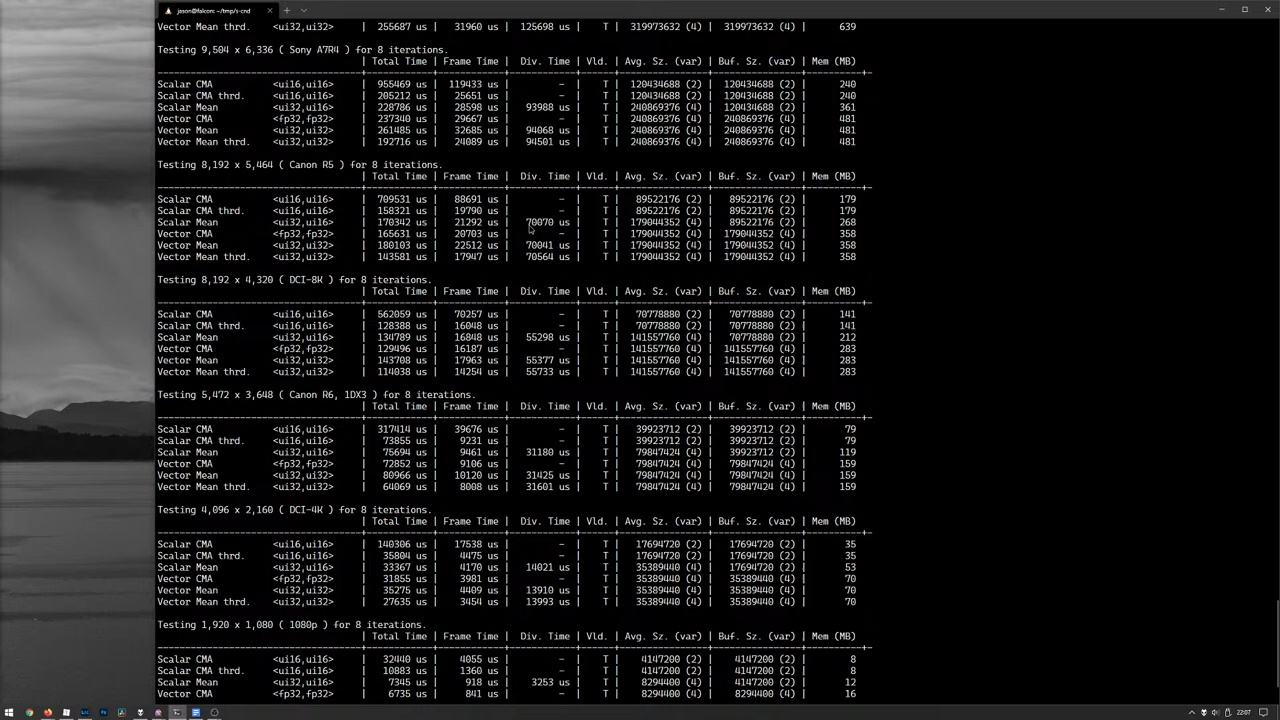 jason@falcon: ~/tmp/s-cnd
Vector Mean thrd. <ui32,ui32> | 255687 us | 31960 us | 125698 us | T | 319973632 (4) | 319973632 (4) | 639
Testing 9,504 x 6,336 ( Sony A7R4 ) for 8 iterations.
| Total Time | Frame Time | Div. Time | Vld. | Avg. Sz. (var) | Buf. Sz. (var) | Mem (MB)
Scalar CMA <ui16,ui16> | 955469 us | 119433 us | - | T | 120434688 (2) | 120434688 (2) | 240
Scalar CMA thrd. <ui16,ui16> | 205212 us | 25651 us | - | T | 120434688 (2) | 120434688 (2) | 240
Scalar Mean <ui32,ui16> | 228786 us | 28598 us | 93988 us | T | 240869376 (4) | 120434688 (2) | 361
Vector CMA <fp32,fp32> | 237340 us | 29667 us | - | T | 240869376 (4) | 240869376 (4) | 481
Vector Mean <ui32,ui32> | 261485 us | 32685 us | 94068 us | T | 240869376 (4) | 240869376 (4) | 481
Vector Mean thrd. <ui32,ui32> | 192716 us | 24089 us | 94501 us | T | 240869376 (4) | 240869376 (4) | 481
Testing 8,192 x 5,464 ( Canon R5 ) for 8 iterations.
| Total Time | Frame Time | Div. Time | Vld. | Avg. Sz. (var) | Buf. Sz. (var) | Mem (MB)
Scalar CMA <ui16,ui16> | 709531 us | 88691 us | - | T | 89522176 (2) | 89522176 (2) | 179
Scalar CMA thrd. <ui16,ui16> | 158321 us | 19790 us | - | T | 89522176 (2) | 89522176 (2) | 179
Scalar Mean <ui32,ui16> | 170342 us | 21292 us | 70070 us | T | 179044352 (4) | 89522176 (2) | 268
Vector CMA <fp32,fp32> | 165631 us | 20703 us | - | T | 179044352 (4) | 179044352 (4) | 358
Vector Mean <ui32,ui32> | 180103 us | 22512 us | 70041 us | T | 179044352 (4) | 179044352 (4) | 358
Vector Mean thrd. <ui32,ui32> | 143581 us | 17947 us | 70564 us | T | 179044352 (4) | 179044352 (4) | 358
Testing 8,192 x 4,320 ( DCI-8K ) for 8 iterations.
| Total Time | Frame Time | Div. Time | Vld. | Avg. Sz. (var) | Buf. Sz. (var) | Mem (MB)
Scalar CMA <ui16,ui16> | 562059 us | 70257 us | - | T | 70778880 (2) | 70778880 (2) | 141
Scalar CMA thrd. <ui16,ui16> | 128388 us | 16048 us | - | T | 70778880 (2) | 70778880 (2) | 141
Scalar Mean <ui32,ui16> | 134789 us | 16848 us | 55298 us | T | 141557760 (4) | 70778880 (2) | 212
Vector CMA <fp32,fp32> | 129496 us | 16187 us | - | T | 141557760 (4) | 141557760 (4) | 283
Vector Mean <ui32,ui32> | 143708 us | 17963 us | 55377 us | T | 141557760 (4) | 141557760 (4) | 283
Vector Mean thrd. <ui32,ui32> | 114038 us | 14254 us | 55733 us | T | 141557760 (4) | 141557760 (4) | 283
Testing 5,472 x 3,648 ( Canon R6, 1DX3 ) for 8 iterations.
| Total Time | Frame Time | Div. Time | Vld. | Avg. Sz. (var) | Buf. Sz. (var) | Mem (MB)
Scalar CMA <ui16,ui16> | 317414 us | 39676 us | - | T | 39923712 (2) | 39923712 (2) | 79
Scalar CMA thrd. <ui16,ui16> | 73855 us | 9231 us | - | T | 39923712 (2) | 39923712 (2) | 79
Scalar Mean <ui32,ui16> | 75694 us | 9461 us | 31180 us | T | 79847424 (4) | 39923712 (2) | 119
Vector CMA <fp32,fp32> | 72852 us | 9106 us | - | T | 79847424 (4) | 79847424 (4) | 159
Vector Mean <ui32,ui32> | 80966 us | 10120 us | 31425 us | T | 79847424 (4) | 79847424 (4) | 159
Vector Mean thrd. <ui32,ui32> | 64069 us | 8008 us | 31601 us | T | 79847424 (4) | 79847424 (4) | 159
Testing 4,096 x 2,160 ( DCI-4K ) for 8 iterations.
| Total Time | Frame Time | Div. Time | Vld. | Avg. Sz. (var) | Buf. Sz. (var) | Mem (MB)
Scalar CMA <ui16,ui16> | 140306 us | 17538 us | - | T | 17694720 (2) | 17694720 (2) | 35
Scalar CMA thrd. <ui16,ui16> | 35804 us | 4475 us | - | T | 17694720 (2) | 17694720 (2) | 35
Scalar Mean <ui32,ui16> | 33367 us | 4170 us | 14021 us | T | 35389440 (4) | 17694720 (2) | 53
Vector CMA <fp32,fp32> | 31855 us | 3981 us | - | T | 35389440 (4) | 35389440 (4) | 70
Vector Mean <ui32,ui32> | 35275 us | 4409 us | 13910 us | T | 35389440 (4) | 35389440 (4) | 70
Vector Mean thrd. <ui32,ui32> | 27635 us | 3454 us | 13993 us | T | 35389440 (4) | 35389440 (4) | 70
Testing 1,920 x 1,080 ( 1080p ) for 8 iterations.
| Total Time | Frame Time | Div. Time | Vld. | Avg. Sz. (var) | Buf. Sz. (var) | Mem (MB)
Scalar CMA <ui16,ui16> | 32440 us | 4055 us | - | T | 4147200 (2) | 4147200 (2) | 8
Scalar CMA thrd. <ui16,ui16> | 10883 us | 1360 us | - | T | 4147200 (2) | 4147200 (2) | 8
Scalar Mean <ui32,ui16> | 7345 us | 918 us | 3253 us | T | 8294400 (4) | 4147200 (2) | 12
Vector CMA <fp32,fp32> | 6735 us | 841 us | - | T | 8294400 (4) | 8294400 (4) | 16
22:07